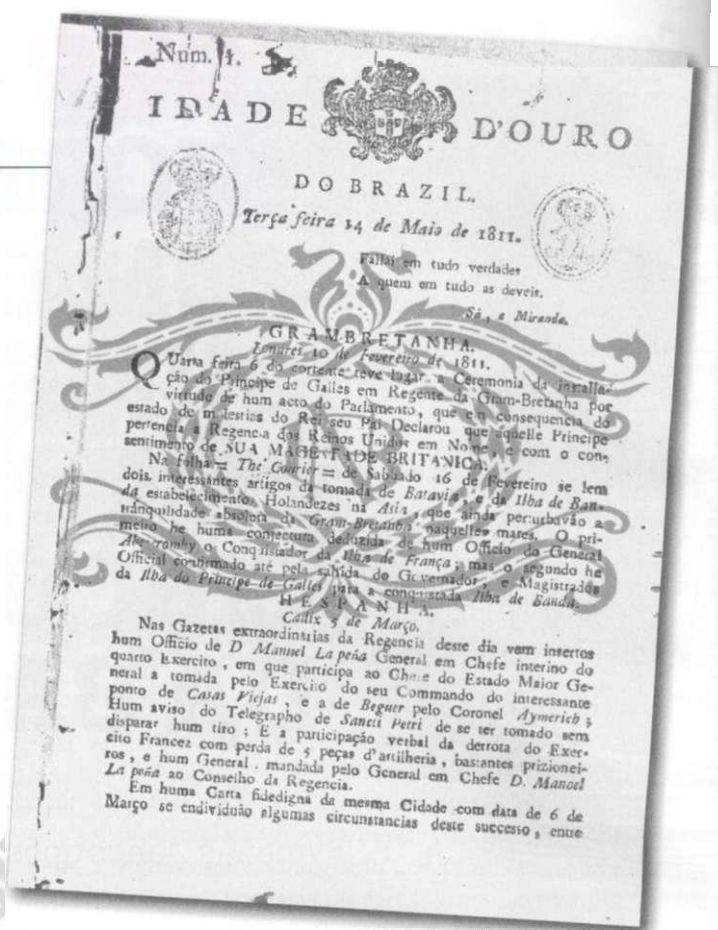 Num. 1.
IDADE D'OURO
DO BRAZIL.
Terça feira 14 de Maio de 1811.
Fallai em tudo verdades
A quem em tudo as deveis.
Sá, e Miranda.
GRAM-BRETANHA.
Londres 10 de Fevereiro de 1811.
QUarta feira 6 do corrente teve lugar a Ceremonia da installa-
ção do Principe de Galles em Regente da Gram-Bretanha por
virtude de hum acto do Parlamento, que em consequencia do
estado de molestias do Rei seu Pai Declarou que aquelle Principe
pertencia a Regencia dos Reinos Unidos em Nome, e com o con-
sentimento de SUA MAGESTADE BRITANICA.
Na folha = The Courier = de Sabado 16 de Fevereiro se lem
dois interessantes artigos da tomada de Batavia, e da Ilha de Ban-
da estabelecimentos Holandezes na Asia, que ainda perturbavão a
tranquilidade absoluta da Gram-Bretanha naquelles mares. O pri-
meiro he huma conjectura deduzida de hum Officio do General
Abercromby o Conquistador da Ilha de França; mas o segundo he
Official confirmado até pela sahida do Governador, e Magistrados
da Ilha do Principe de Galles para a conquistada Ilha de Banda.
HESPANHA.
Cadix 5 de Março.
Nas Gazetas extraordinarias da Regencia deste dia vem insertos
hum Officio de D Manuel La peña General em Chefe interino do
quarto Exercito, em que participa ao Chefe do Estado Maior Ge-
neral a tomada pelo Exercito do seu Commando do interessante
ponto de Casas Viejas, e a de Beguer pelo Coronel Aymerich;
Hum aviso do Telegrapho de Sancti Petri de se ter tomado sem
disparar hum tiro; E a participação verbal da derrota do Exer-
cito Francez com perda de 5 peças d'artilheria, bastantes prizionei-
ros, e hum General, mandada pelo General em Chefe D. Manoel
La peña ao Conselho da Regencia.
Em huma Carta fidedigna da mesma Cidade com data de 6 de
Março se endividuão algumas circunstancias deste successo, entre